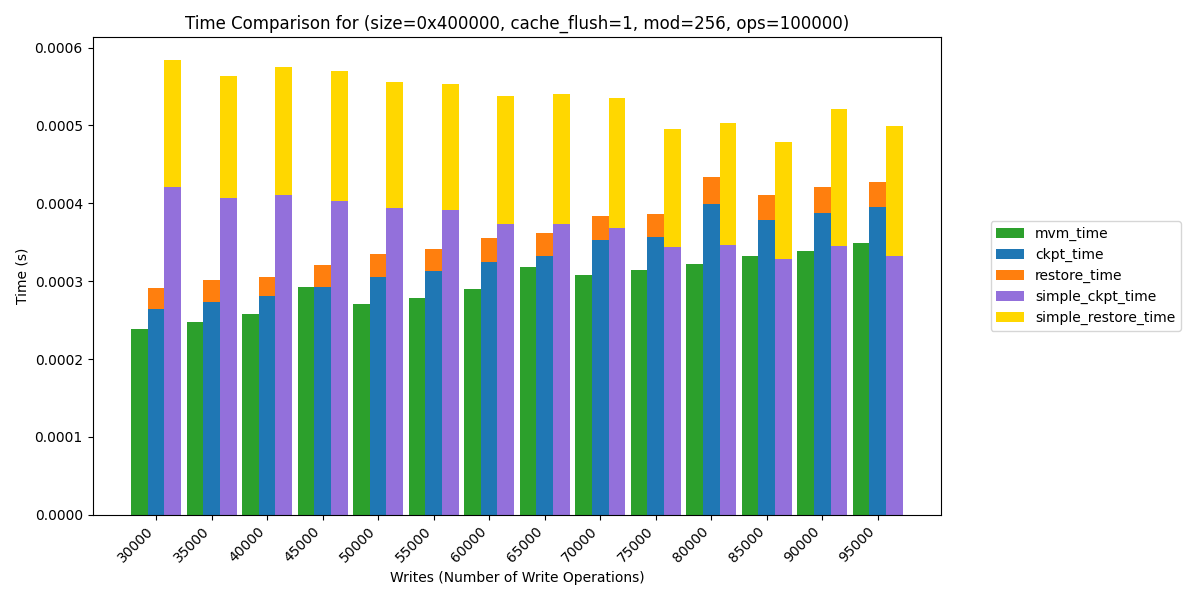 Time Comparison for (size=0x400000, cache_flush=1, mod=256, ops=100000)
Time (s)
0.0006
0.0005
0.0004
0.0003
0.0002
0.0001
0.0000
30000
35000
40000
45000
50000
55000
60000
65000
70000
75000
80000
85000
90000
95000
Writes (Number of Write Operations)
mvm_time
ckpt_time
restore_time
simple_ckpt_time
simple_restore_time